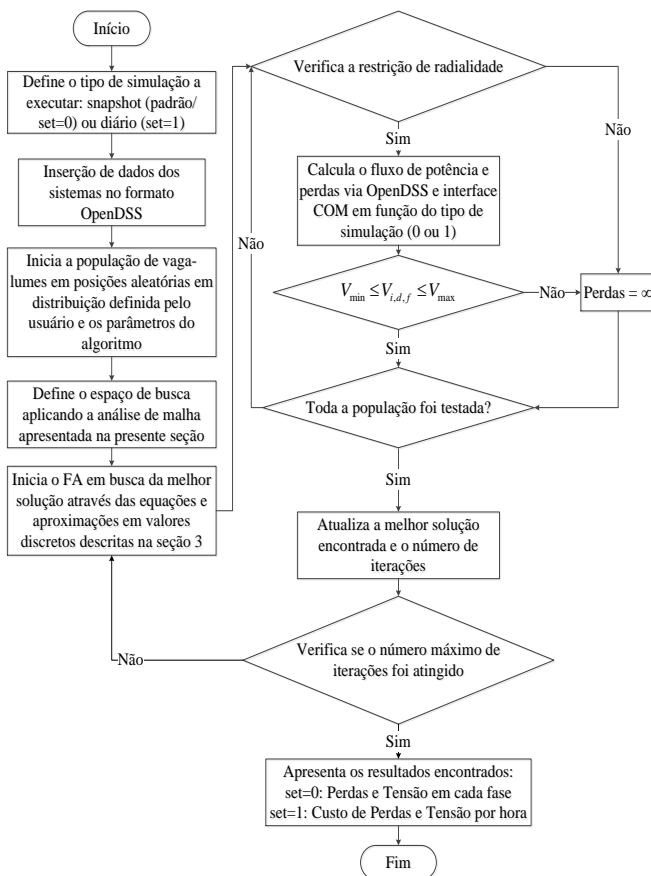 Início
Define o tipo de simulação a
executar: snapshot (padrão/
set=0) ou diário (set=1)
Inserção de dados dos
sistemas no formato
OpenDSS
Inicia a população de vaga-
lumes em posições aleatórias em
distribuição definida pelo
usuário e os parâmetros do
algoritmo
Define o espaço de busca
aplicando a análise de malha
apresentada na presente seção
Inicia o FA em busca da melhor
solução através das equações e
aproximações em valores
discretos descritas na seção 3
Verifica a restrição de radialidade
Sim
Não
Calcula o fluxo de potência e
perdas via OpenDSS e interface
COM em função do tipo de
simulação (0 ou 1)
Não
V_min ≤ V_i,d,f ≤ V_max
Não
Perdas = ∞
Sim
Toda a população foi testada?
Sim
Atualiza a melhor solução
encontrada e o número de
iterações
Verifica se o número máximo de
iterações foi atingido
Não
Sim
Apresenta os resultados encontrados:
set=0: Perdas e Tensão em cada fase
set=1: Custo de Perdas e Tensão por hora
Fim